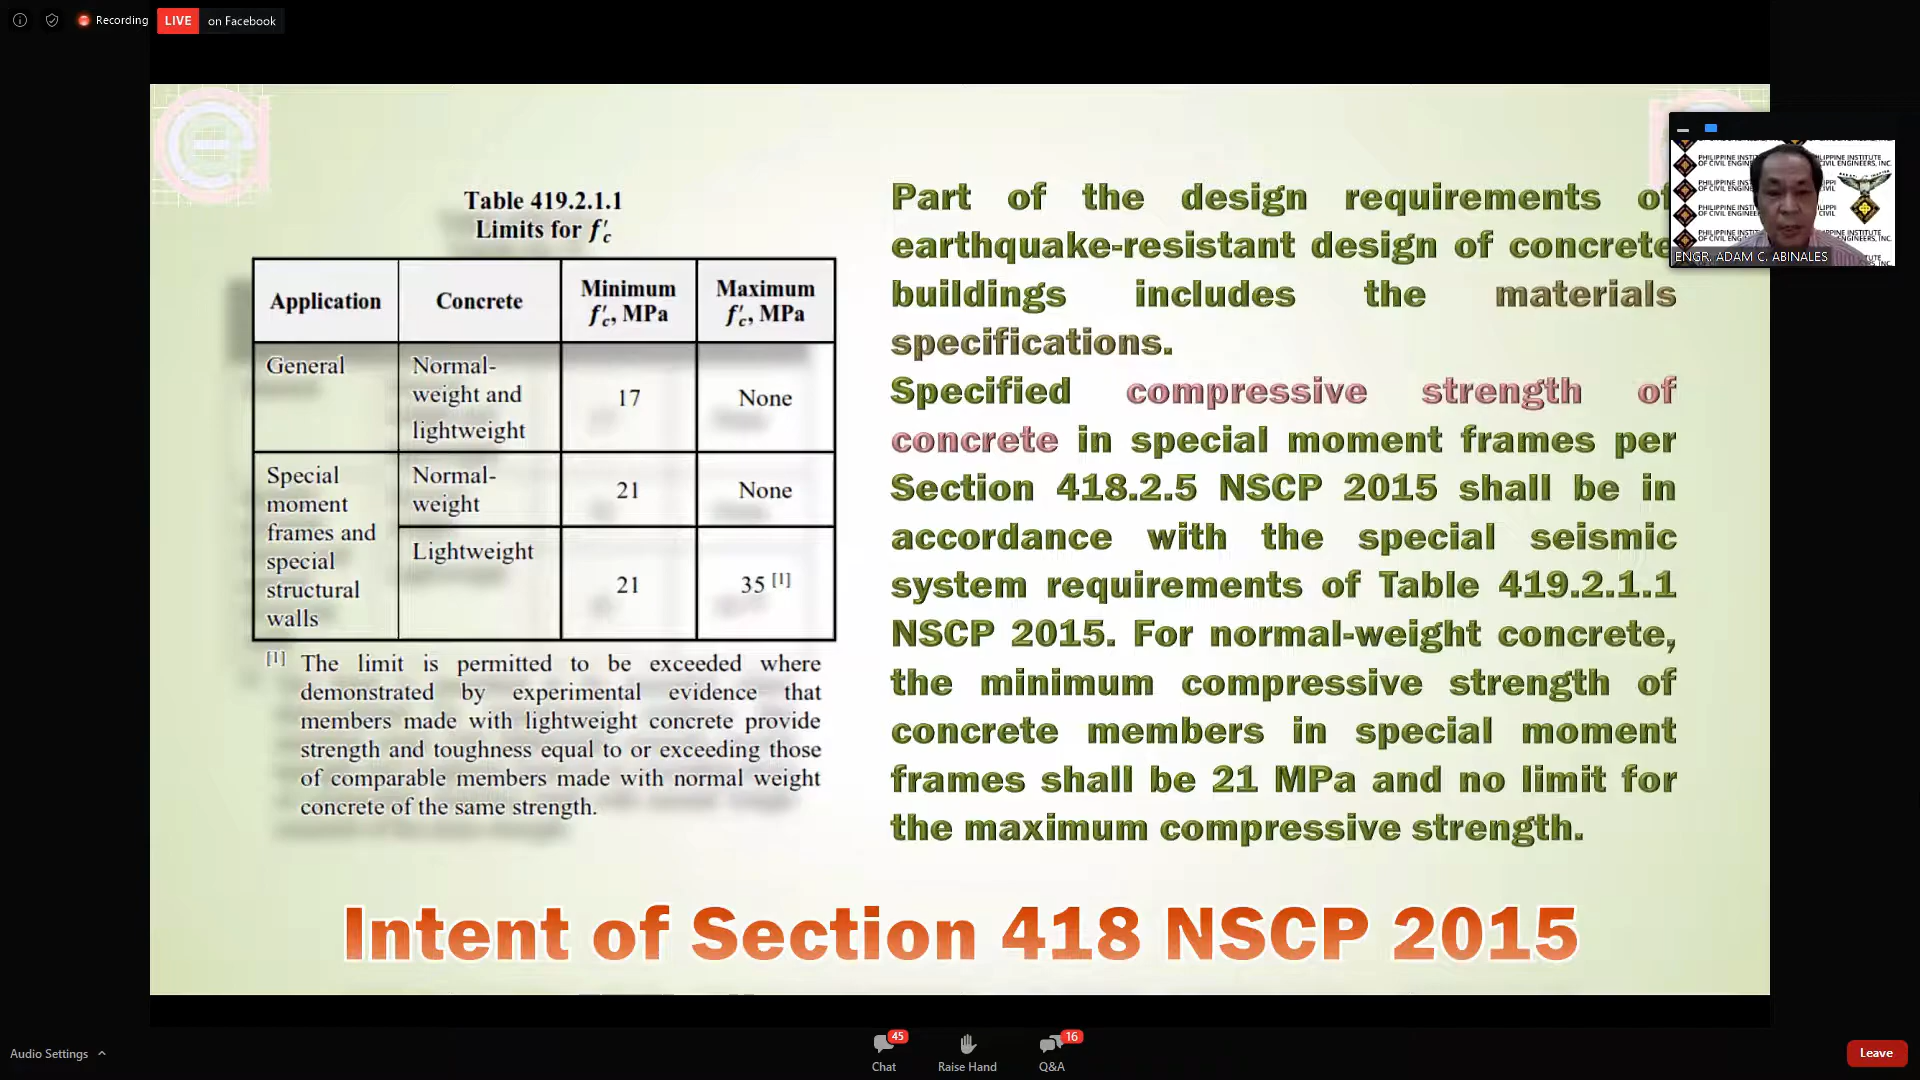 Recording
LIVE on Facebook
Table 419.2.1.1
Limits for f'c
Application
Concrete
Minimum f'c, MPa
Maximum f'c, MPa
General
Normal-
weight and
lightweight
17
None
Special
moment
frames and
special
structural
walls
Normal-
weight
21
None
Lightweight
21
35 [1]
[1] The limit is permitted to be exceeded where
demonstrated by experimental evidence that
members made with lightweight concrete provide
strength and toughness equal to or exceeding those
of comparable members made with normal weight
concrete of the same strength.
Part of the design requirements of
earthquake-resistant design of concrete
buildings includes the materials
specifications.
Specified compressive strength of
concrete in special moment frames per
Section 418.2.5 NSCP 2015 shall be in
accordance with the special seismic
system requirements of Table 419.2.1.1
NSCP 2015. For normal-weight concrete,
the minimum compressive strength of
concrete members in special moment
frames shall be 21 MPa and no limit for
the maximum compressive strength.
ENGR. ADAM C. ABINALES
Intent of Section 418 NSCP 2015
Audio Settings
45
Chat
Raise Hand
16
Q&A
Leave